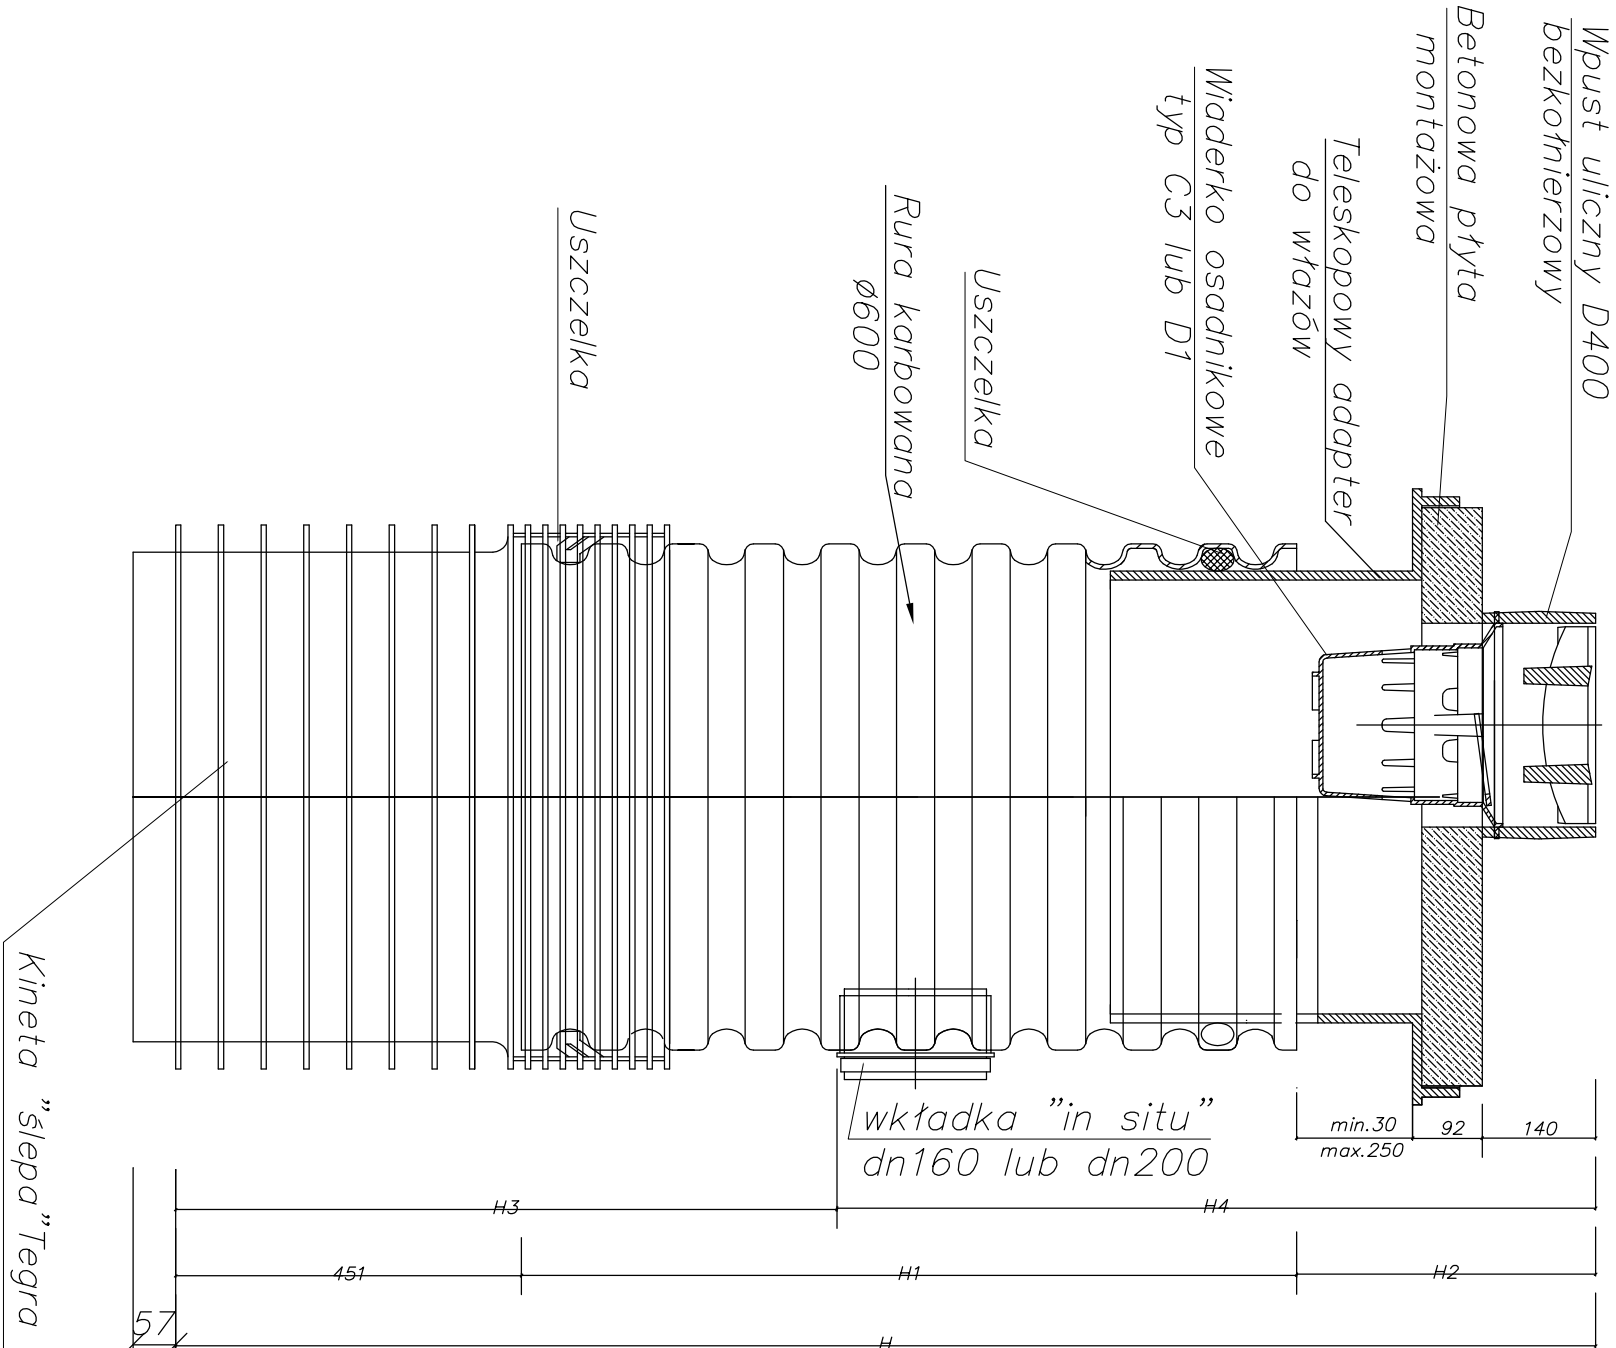 Wpust uliczny D400
bezkołnierzowy
Betonowa płyta
montażowa
Teleskopowy adapter
do włazów
Wiaderko osadnikowe
typ C3 lub D1
Uszczelka
Rura karbowana
ø600
Uszczelka
Kineta "ślepa" Tegra
wkładka "in situ"
dn160 lub dn200
min.30
max.250
92
140
H3
H4
451
H1
H2
57
H